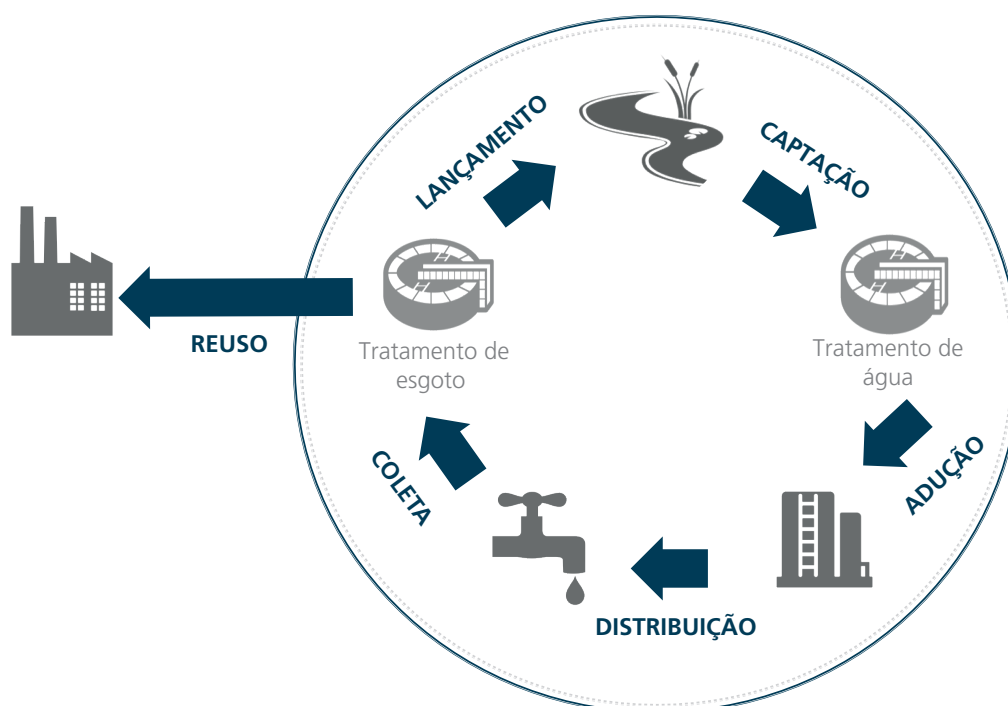 LANÇAMENTO
CAPTAÇÃO
REUSO
Tratamento de
esgoto
Tratamento de
água
COLETA
ADUÇÃO
DISTRIBUIÇÃO